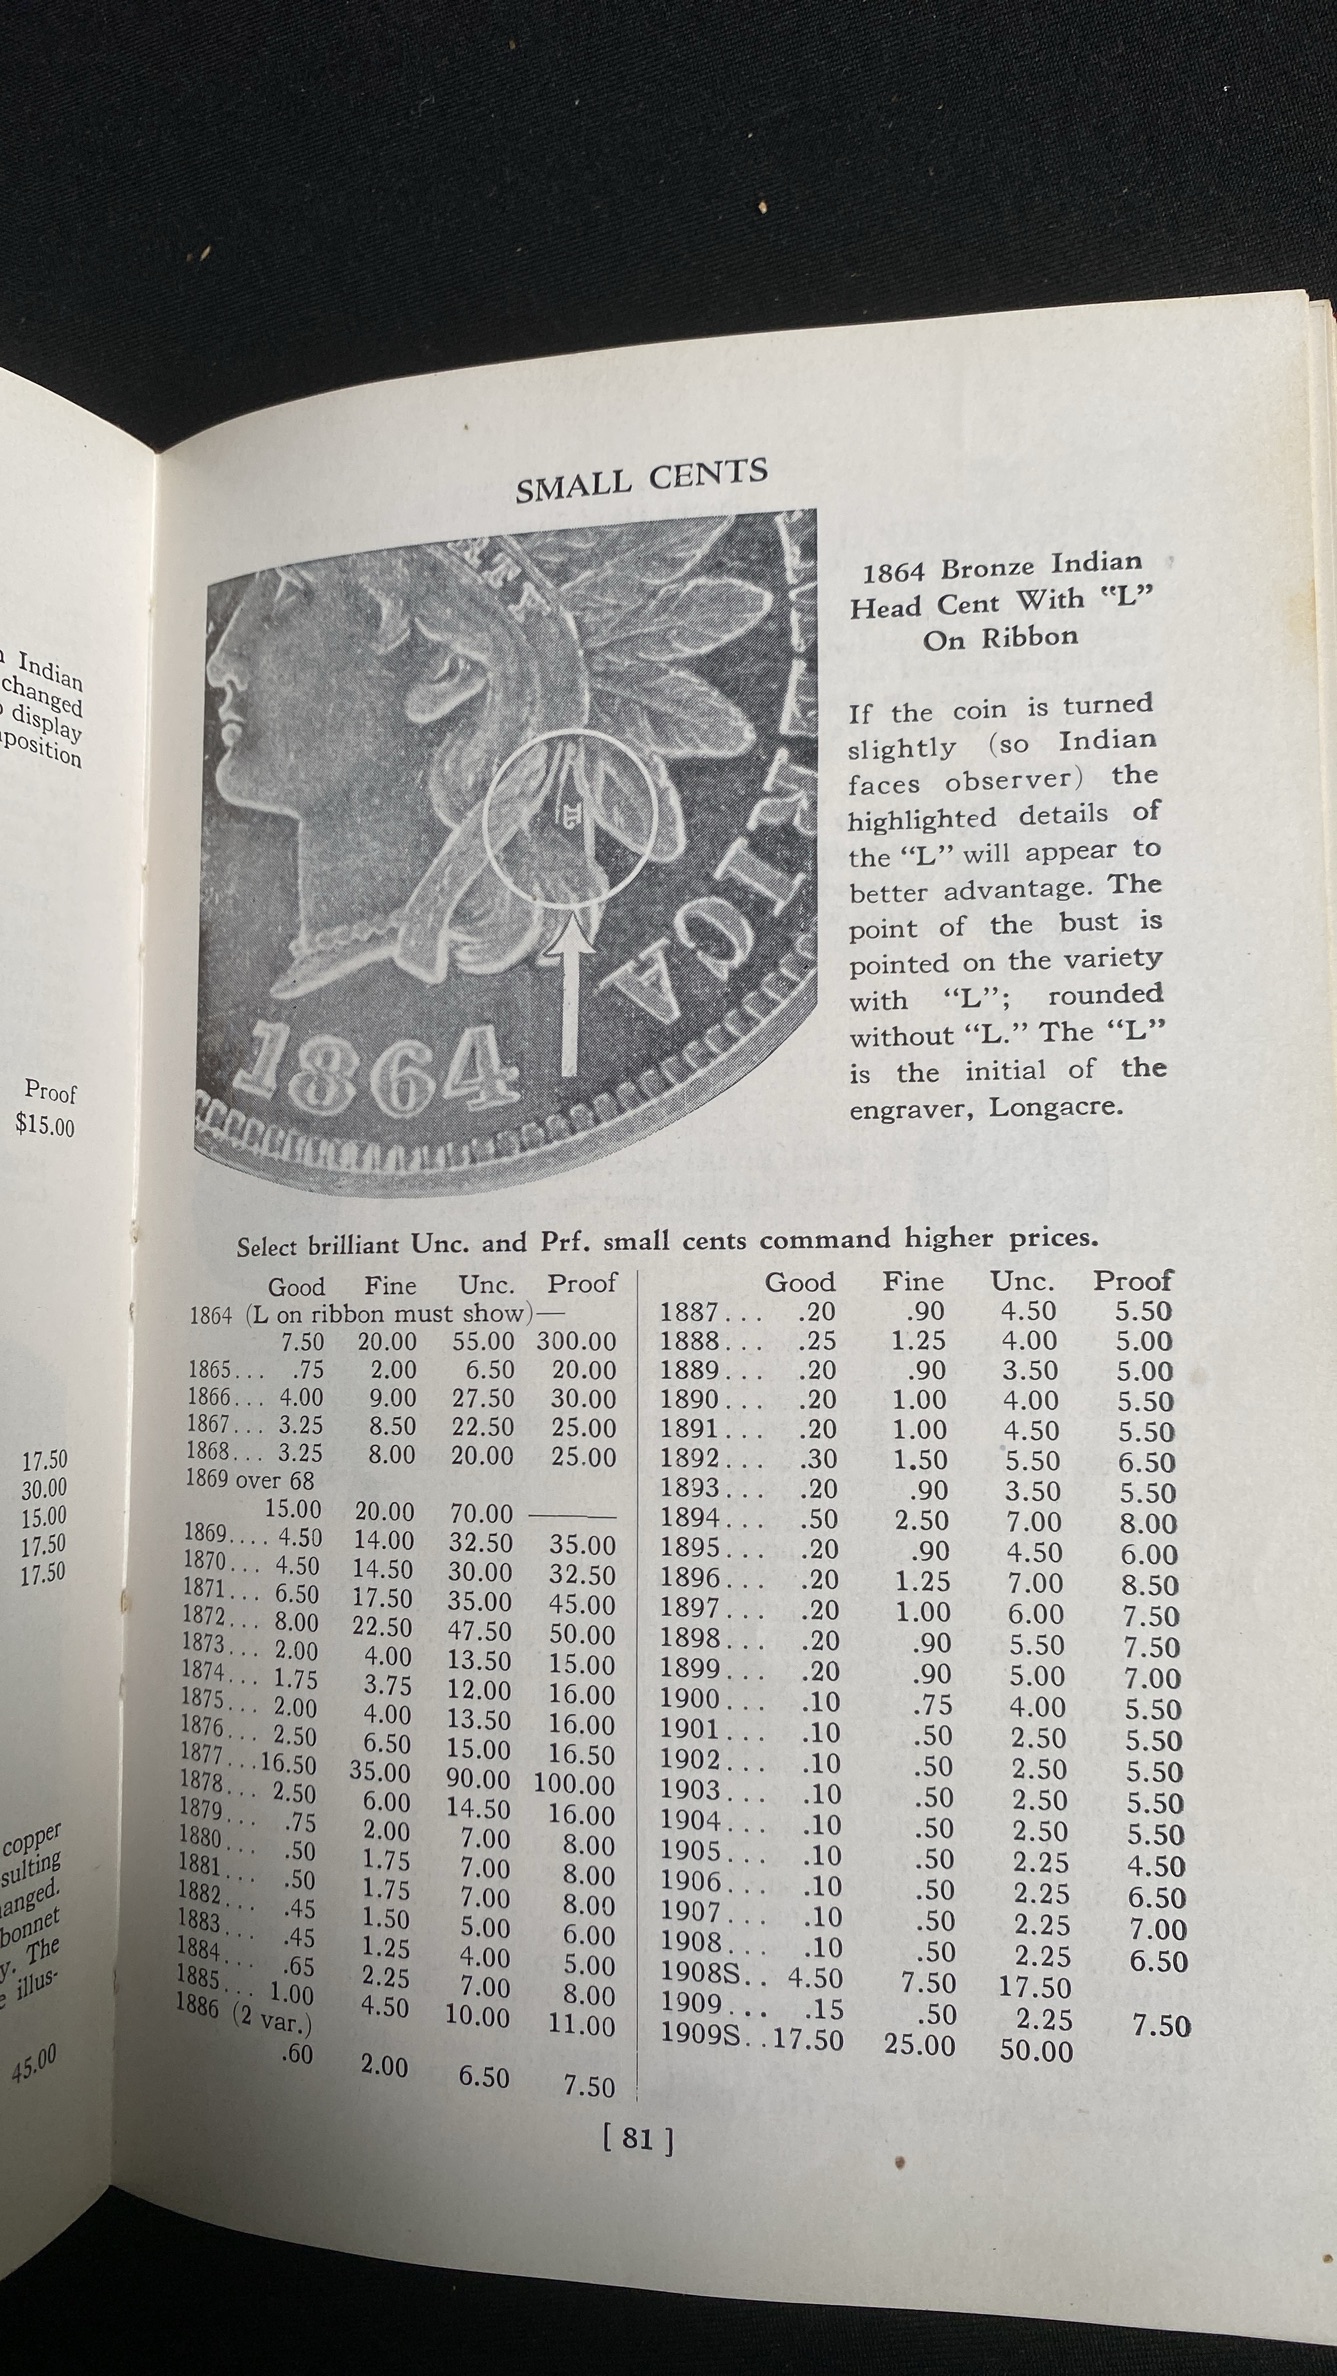 Indian
changed
display
Proof
$15.00
17.50
30.00
15.00
17.50
17.50
copper
bonnet
The
illus-
45.00
SMALL CENTS
1864
1864 Bronze Indian
Head Cent With "L"
On Ribbon
If the coin is turned
slightly (so Indian
faces observer) the
highlighted details of
the "L" will appear to
better advantage. The
point of the bust is
pointed on the variety
with "L"; rounded
without "L." The "L"
is the initial of the
engraver, Longacre.
Select brilliant Unc. and Prf. small cents command higher prices.
Good Fine Unc. Proof
1864 (L on ribbon must show)—
7.50 20.00 55.00 300.00
1865... .75 2.00 6.50 20.00
1866... 4.00 9.00 27.50 30.00
1867... 3.25 8.50 22.50 25.00
1868... 3.25 8.00 20.00 25.00
1869 over 68
15.00 20.00 70.00 ———
1869.... 4.50 14.00 32.50 35.00
1870... 4.50 14.50 30.00 32.50
1871... 6.50 17.50 35.00 45.00
1872... 8.00 22.50 47.50 50.00
1873... 2.00 4.00 13.50 15.00
1874... 1.75 3.75 12.00 16.00
1875... 2.00 4.00 13.50 16.00
1876... 2.50 6.50 15.00 16.50
1877...16.50 35.00 90.00 100.00
1878... 2.50 6.00 14.50 16.00
1879... .75 2.00 7.00 8.00
1880... .50 1.75 7.00 8.00
1881... .50 1.75 7.00 8.00
1882... .45 1.50 5.00 6.00
1883... .45 1.25 4.00 5.00
1884... .65 2.25 7.00 8.00
1885... 1.00 4.50 10.00 11.00
1886 (2 var.)
.60 2.00 6.50 7.50
Good Fine Unc. Proof
1887... .20 .90 4.50 5.50
1888... .25 1.25 4.00 5.00
1889... .20 .90 3.50 5.00
1890... .20 1.00 4.00 5.50
1891... .20 1.00 4.50 5.50
1892... .30 1.50 5.50 6.50
1893... .20 .90 3.50 5.50
1894... .50 2.50 7.00 8.00
1895... .20 .90 4.50 6.00
1896... .20 1.25 7.00 8.50
1897... .20 1.00 6.00 7.50
1898... .20 .90 5.50 7.50
1899... .20 .90 5.00 7.00
1900... .10 .75 4.00 5.50
1901... .10 .50 2.50 5.50
1902... .10 .50 2.50 5.50
1903... .10 .50 2.50 5.50
1904... .10 .50 2.50 5.50
1905... .10 .50 2.25 4.50
1906... .10 .50 2.25 6.50
1907... .10 .50 2.25 7.00
1908... .10 .50 2.25 6.50
1908S.. 4.50 7.50 17.50
1909... .15 .50 2.25 7.50
1909S..17.50 25.00 50.00
[ 81 ]